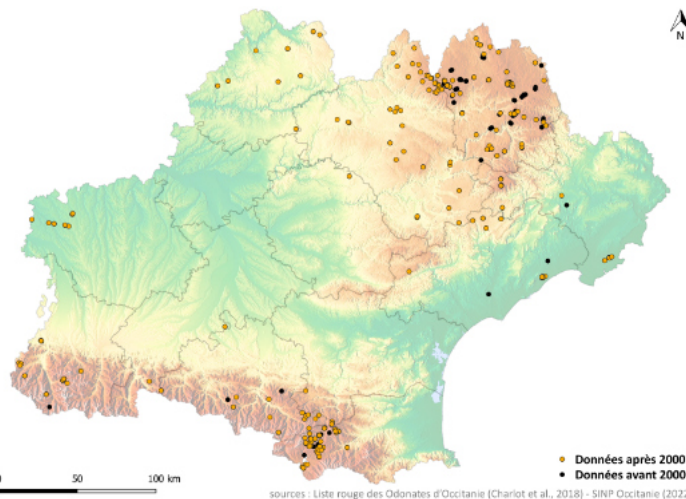 N
Données après 2000
Données avant 2000
0 50 100 km
sources : Liste rouge des Odonates d'Occitanie (Charlot et al., 2018) - SINP Occitanie (2022